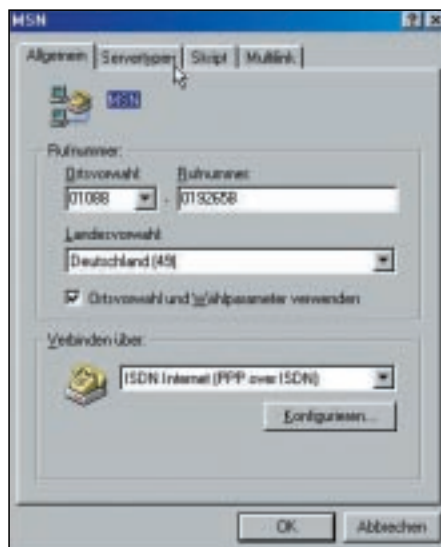 MSN
Allgemein Servertypen Skript Multilink
MSN
Rufnummer:
Ortsvorwahl: Rufnummer:
01088 - 0192658
Landesvorwahl:
Deutschland (49)
Ortsvorwahl und Wählparameter verwenden
Verbinden über:
ISDN Internet (PPP over ISDN)
Konfigurieren...
OK Abbrechen